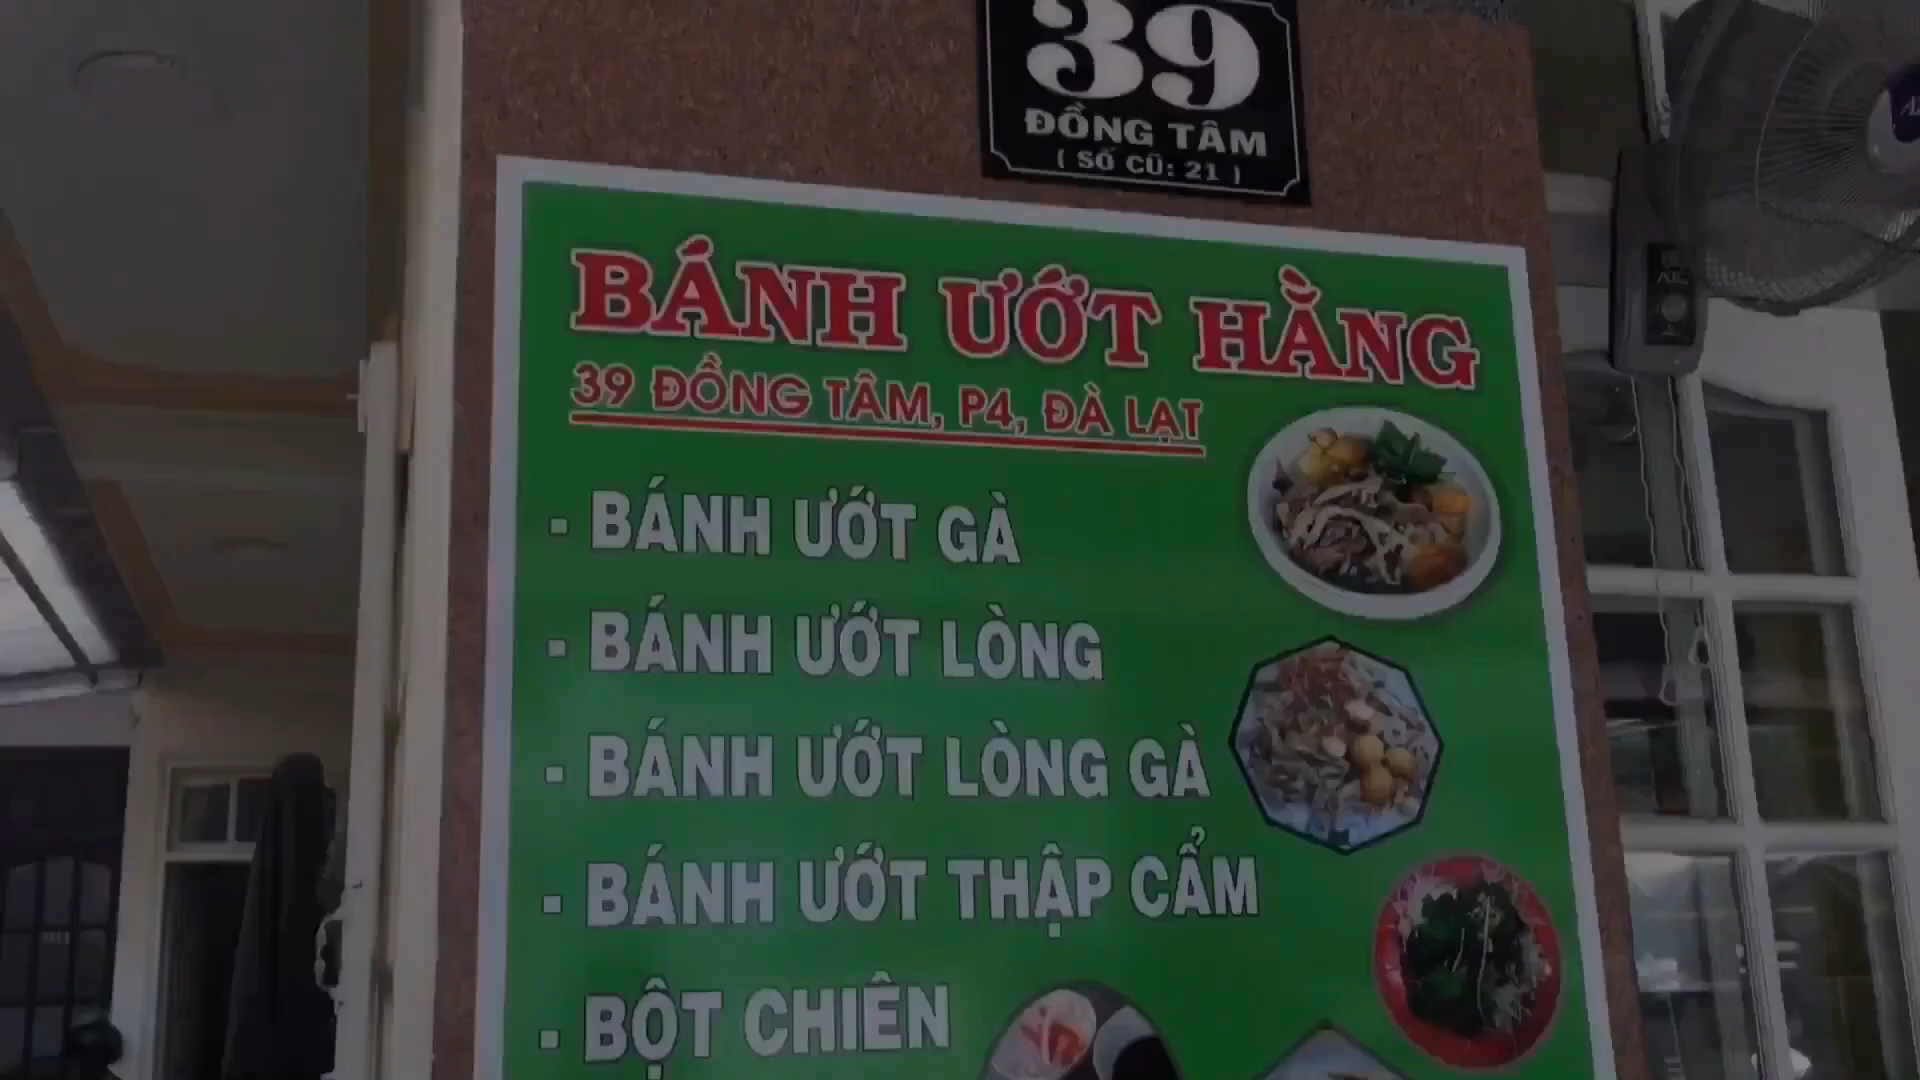 39
ĐỒNG TÂM
( SỐ CŨ: 21 )
BÁNH ƯỚT HẰNG
39 ĐỒNG TÂM, P4, ĐÀ LẠT
- BÁNH ƯỚT GÀ
- BÁNH ƯỚT LÒNG
- BÁNH ƯỚT LÒNG GÀ
- BÁNH ƯỚT THẬP CẨM
- BỘT CHIÊN